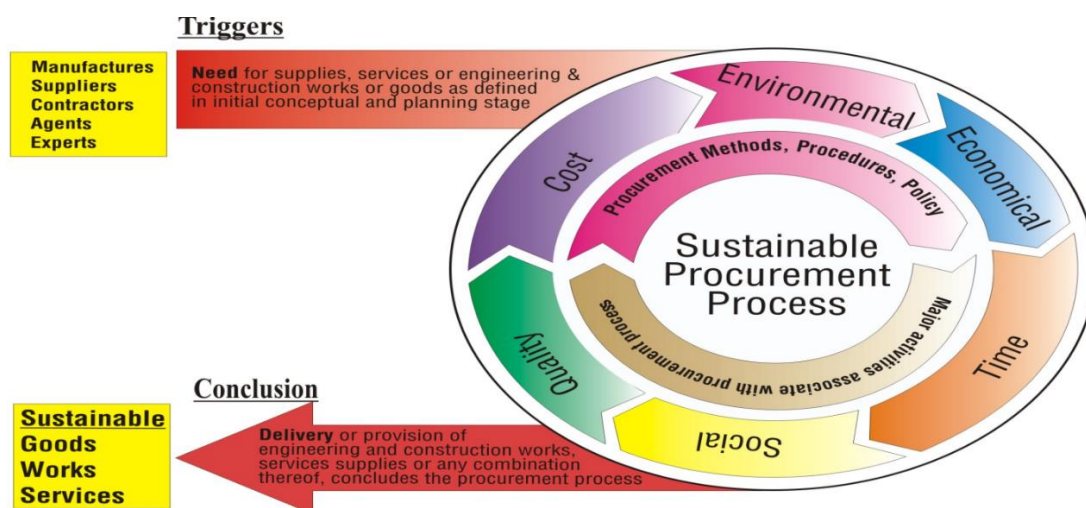 Triggers
Manufactures
Suppliers
Contractors
Agents
Experts
Need for supplies, services or engineering &
construction works or goods as defined
in initial conceptual and planning stage
Environmental
Economical
Time
Social
Quality
Cost
Procurement Methods, Procedures, Policy
Major activities associate with procurement process
Sustainable
Procurement
Process
Conclusion
Delivery or provision of
engineering and construction works,
services supplies or any combination
thereof, concludes the procurement process
Sustainable
Goods
Works
Services